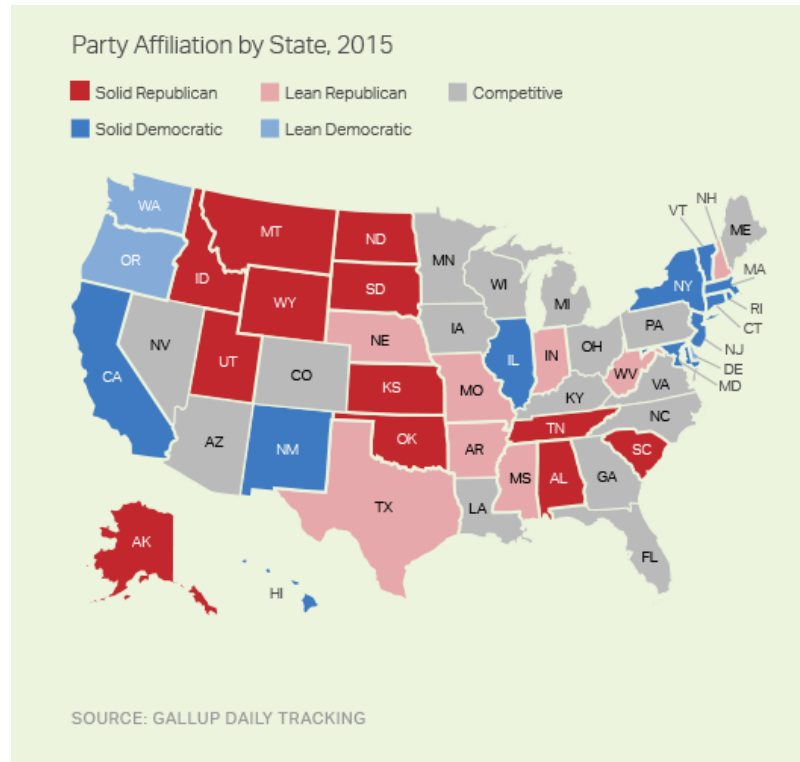 Party Affiliation by State, 2015
Solid Republican Lean Republican Competitive
Solid Democratic Lean Democratic
WA
OR
CA
NV
ID
MT
WY
UT
AZ
CO
NM
ND
SD
NE
KS
OK
TX
MN
IA
MO
AR
LA
WI
IL
MS
MI
IN
OH
KY
TN
AL
GA
FL
SC
NC
VA
WV
PA
NY
VT
NH
ME
MA
RI
CT
NJ
DE
MD
AK
HI
SOURCE: GALLUP DAILY TRACKING